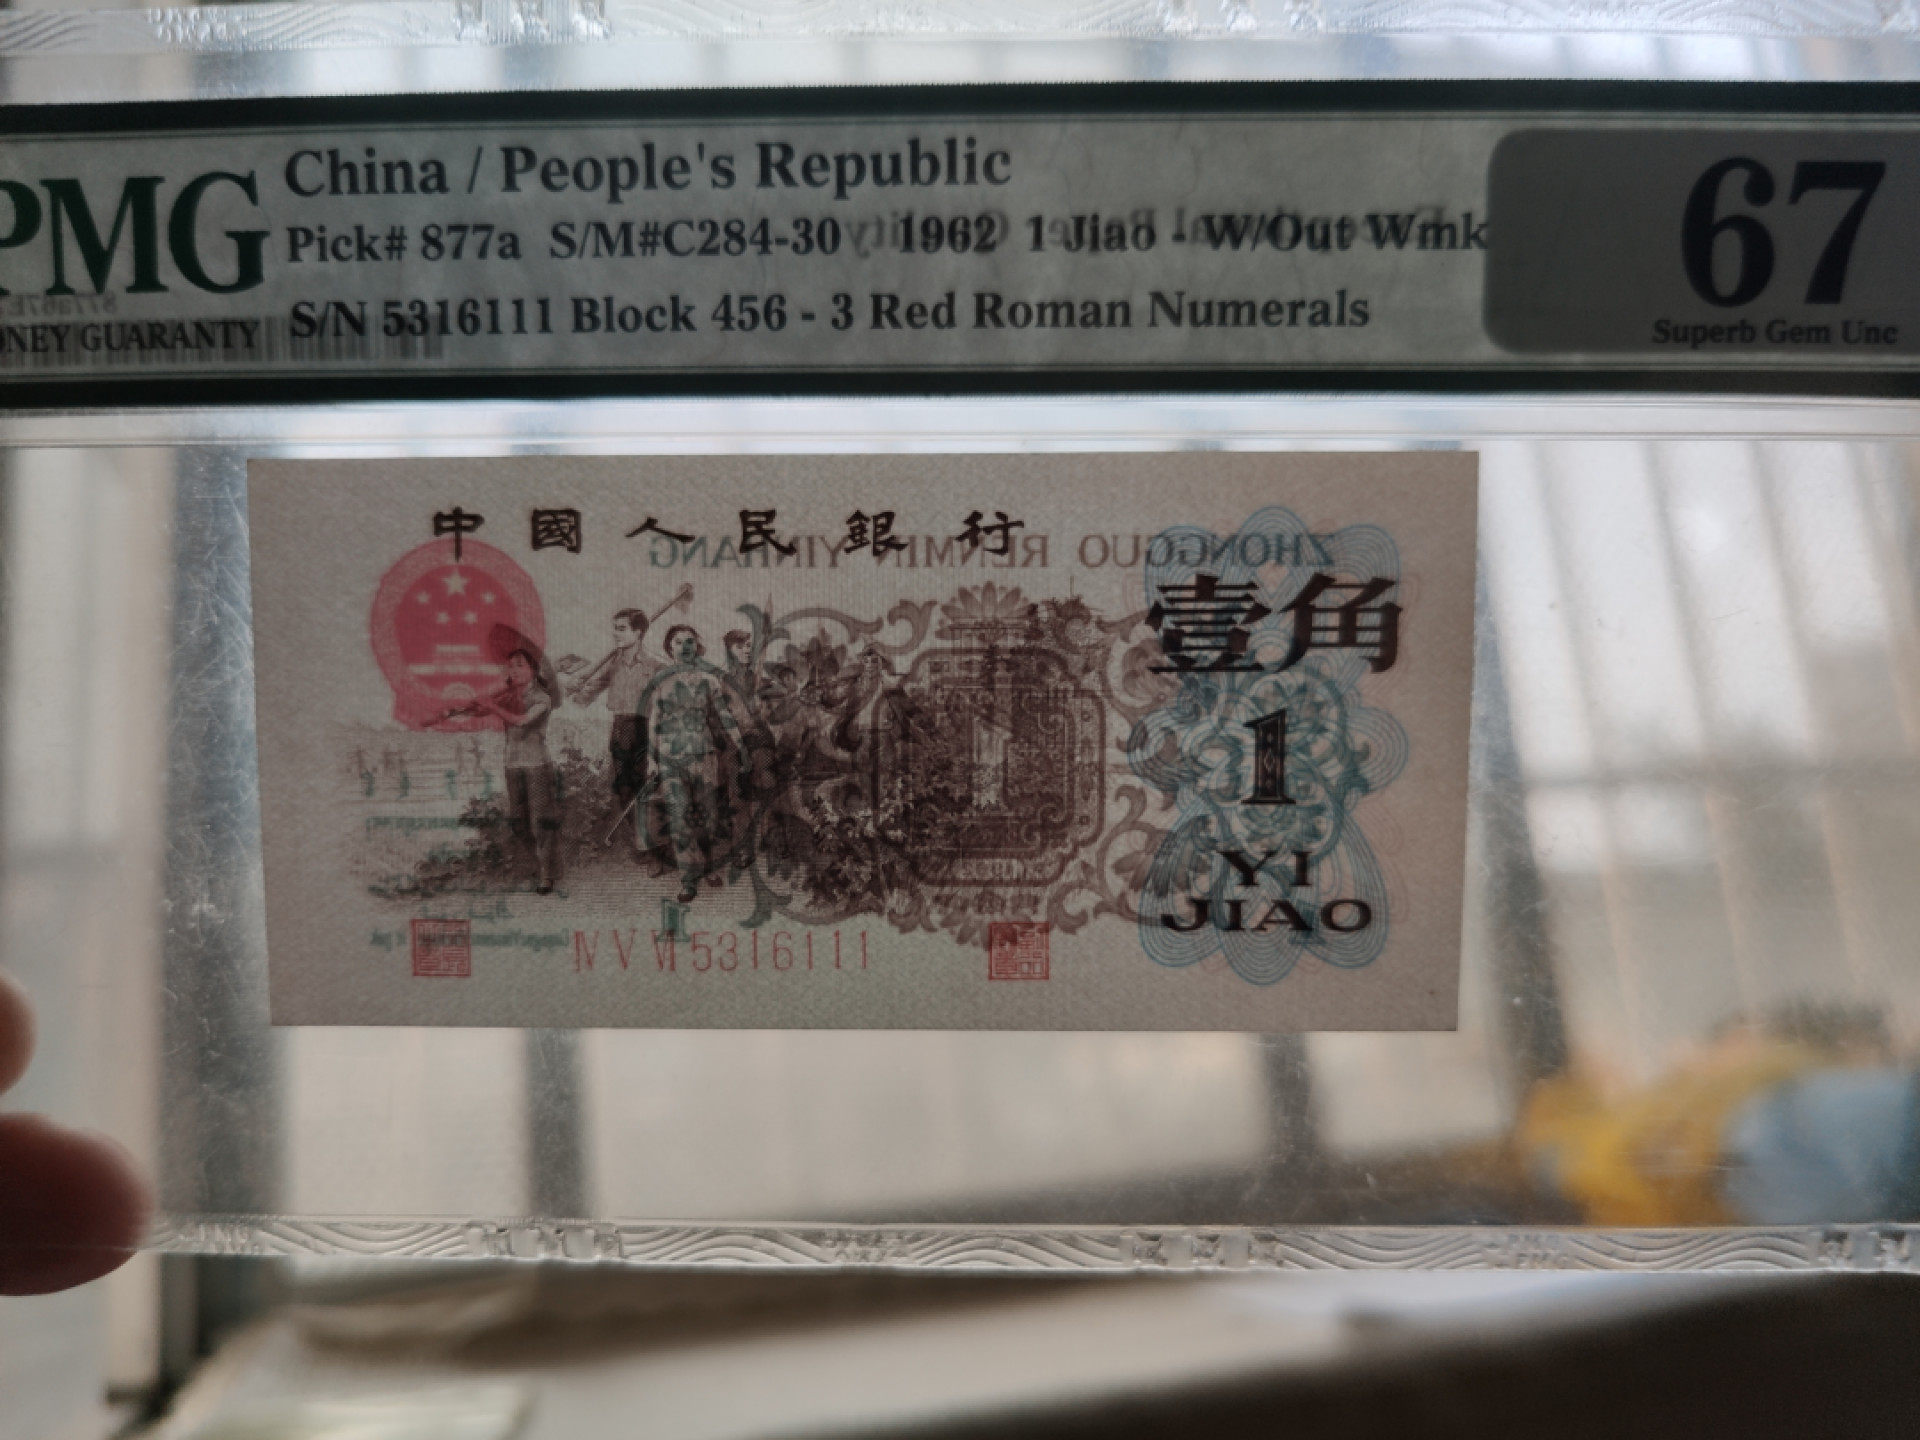 China / People's Republic
PMG
Pick# 877a S/M#C284-30 1962 1 Jiao - W/Out Wmk
S/N 5316111 Block 456 - 3 Red Roman Numerals
GUARANTY
67
Superb Gem Unc
中國人民銀行
ZHONGGUO RENMIN YINHANG
壹角
1
YI
JIAO
IV V VI 5316111